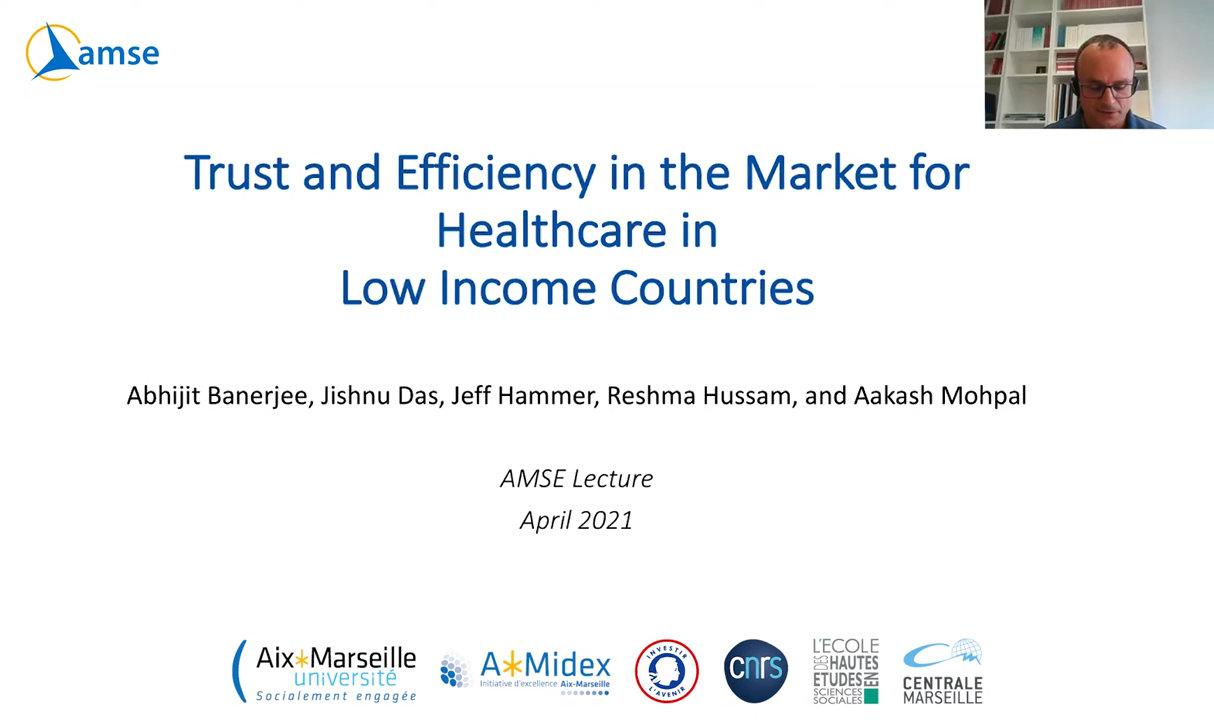 amse
Trust and Efficiency in the Market for
Healthcare in
Low Income Countries
Abhijit Banerjee, Jishnu Das, Jeff Hammer, Reshma Hussam, and Aakash Mohpal
AMSE Lecture
April 2021
Aix*Marseille
université
Socialement engagée
A*Midex
Initiative d'excellence Aix-Marseille
INVESTIR
L'AVENIR
cnrs
L'ECOLE
DES HAUTES
ETUDES EN
SCIENCES
SOCIALES
CENTRALE
MARSEILLE